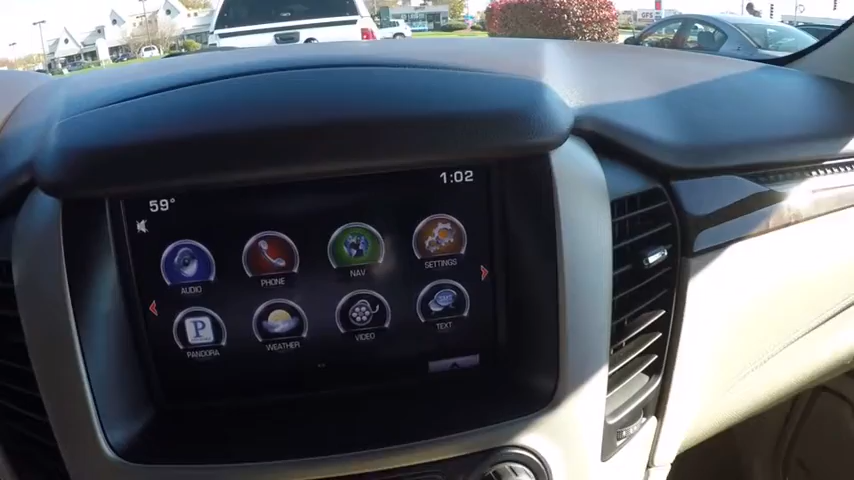 59° 1:02
AUDIO PHONE NAV SETTINGS
P
PANDORA WEATHER VIDEO TEXT